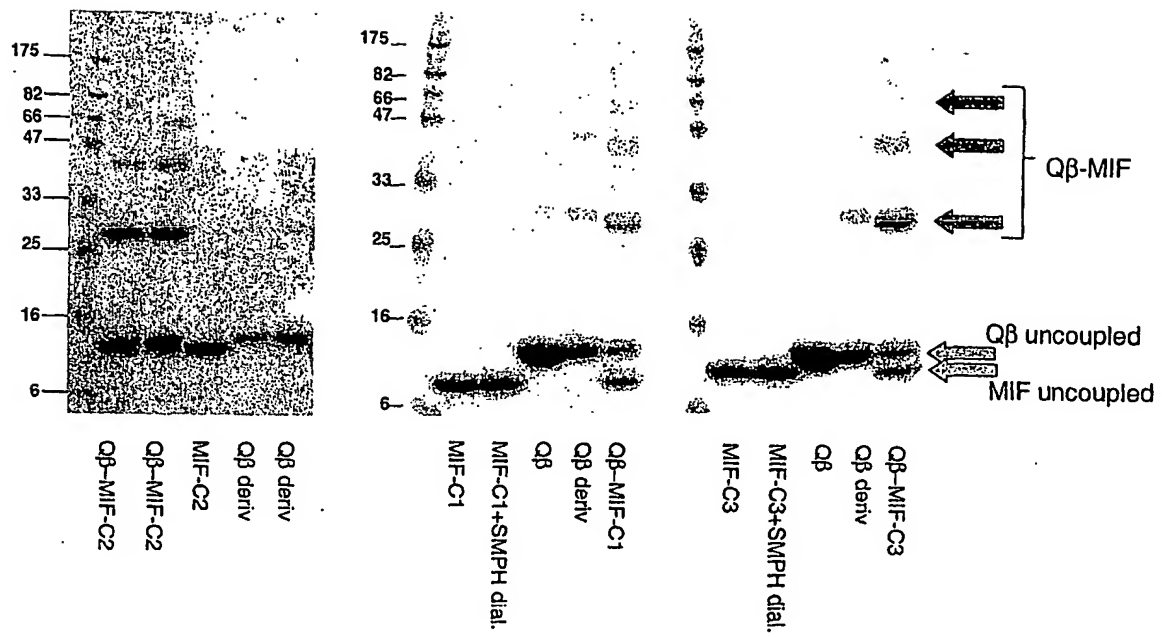 175
82
66
47
33
25
16
6
Qβ–MIF-C2
Qβ–MIF-C2
MIF-C2
Qβ deriv
Qβ deriv
175
82
66
47
33
25
16
6
MIF-C1
MIF-C1+SMPH dial.
Qβ
Qβ deriv
Qβ–MIF-C1
MIF-C3
MIF-C3+SMPH dial.
Qβ
Qβ deriv
Qβ–MIF-C3
Qβ-MIF
Qβ uncoupled
MIF uncoupled